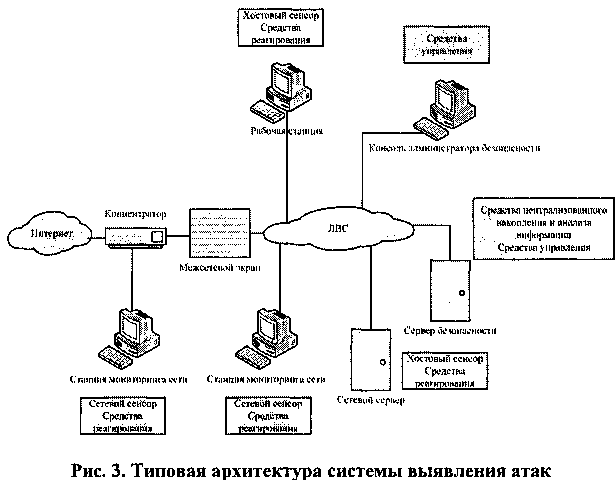 Хостовый сенсор
Средства
реагирования
Средства
управления
Рабочая станция
Консоль администратора безопасности
Концентратор
Интернет
ЛВС
Межсетевой экран
Средства централизованного
накопления и анализа
информации
Средства управления
Сервер безопасности
Станция мониторинга сети
Станция мониторинга сети
Сетевой сервер
Хостовый сенсор
Средства
реагирования
Сетевой сенсор
Средства
реагирования
Сетевой сенсор
Средства
реагирования
Рис. 3. Типовая архитектура системы выявления атак